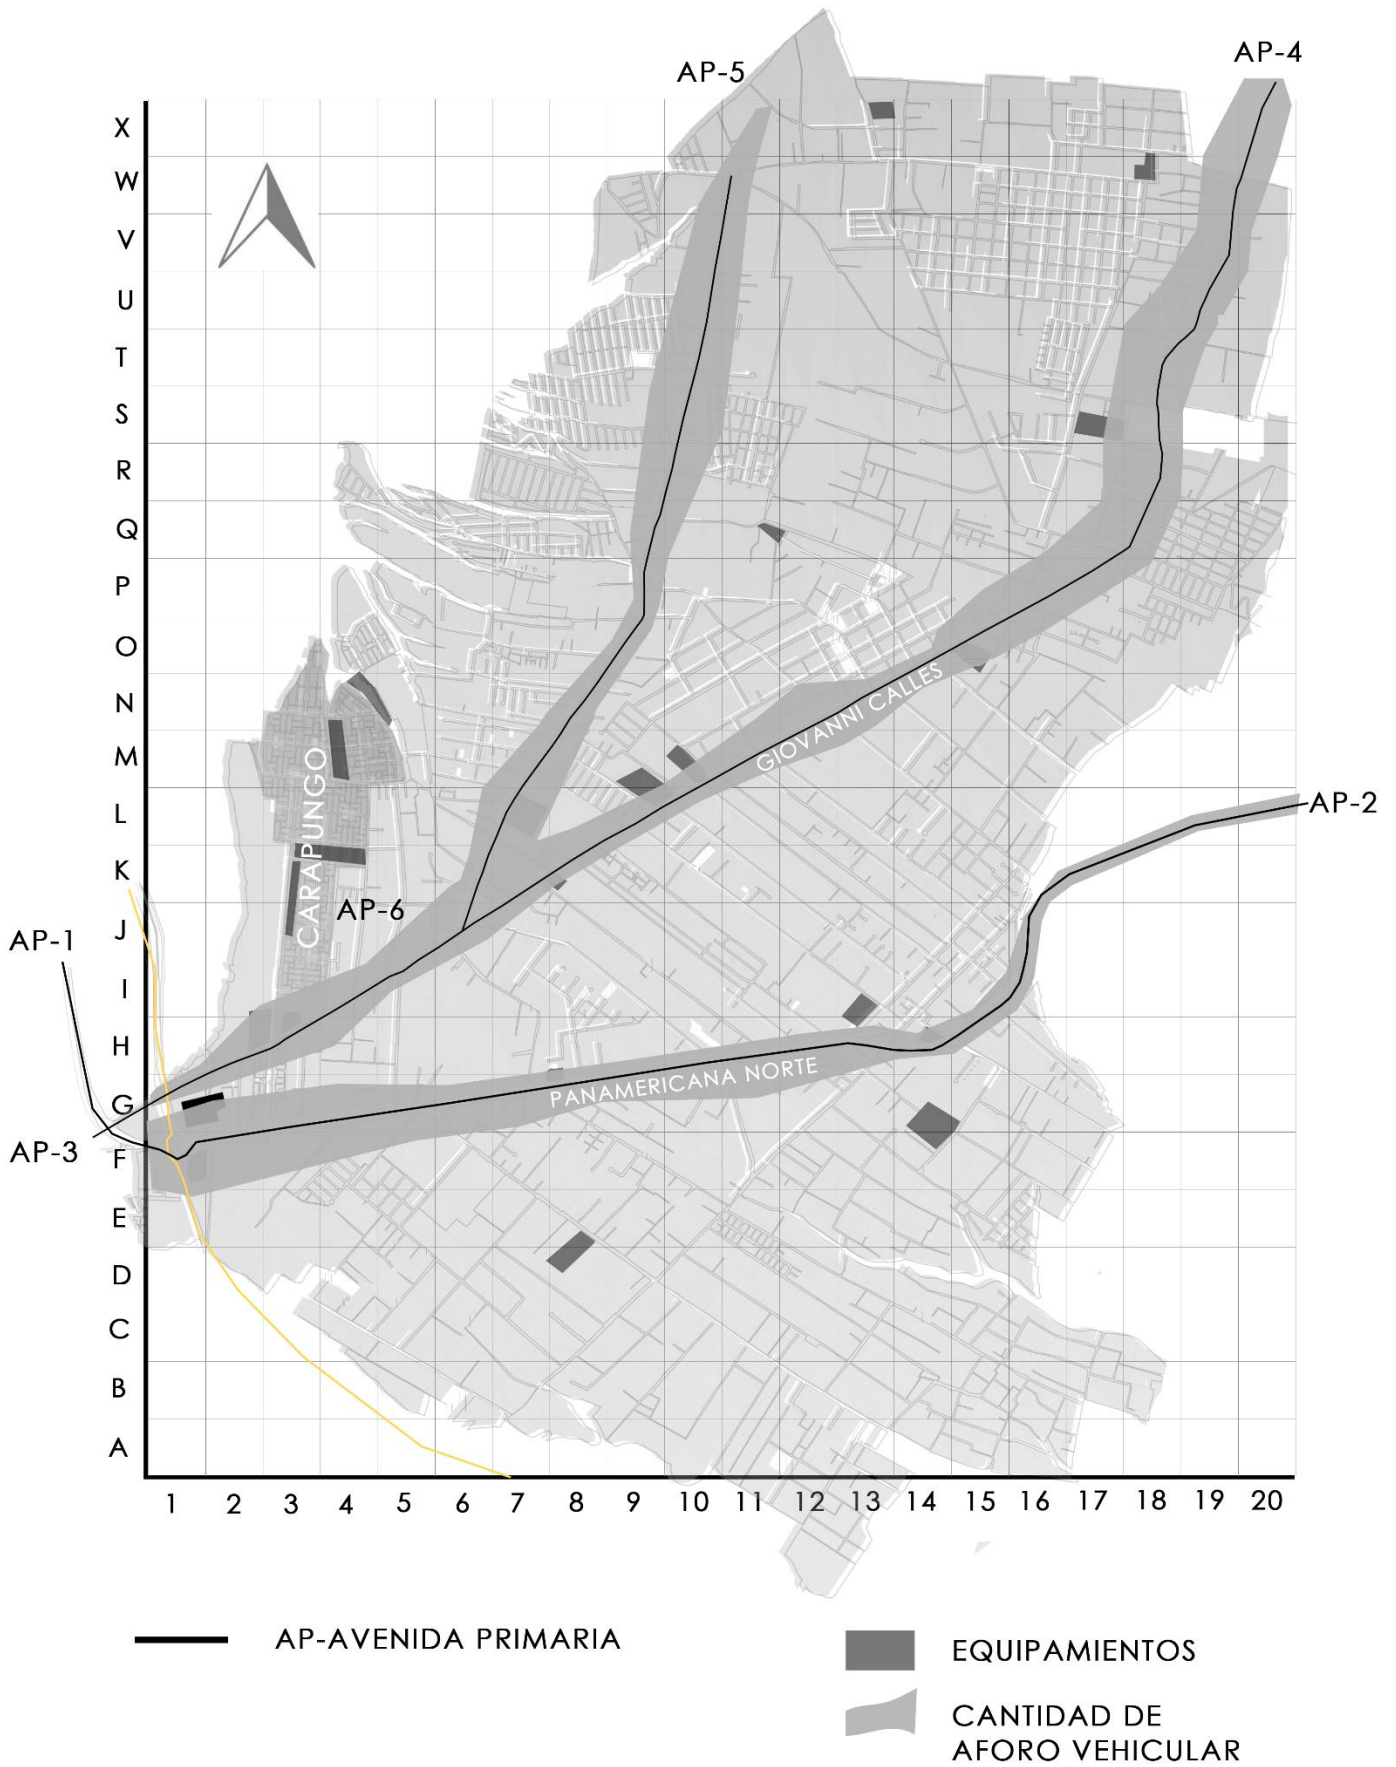 AP-4
AP-5
X
W
V
U
T
S
R
Q
P
O
N
M
L
K
J
I
H
G
F
E
D
C
B
A
GIOVANNI CALLES
CARAPUNGO
AP-2
AP-6
AP-1
PANAMERICANA NORTE
AP-3
1 2 3 4 5 6 7 8 9 10 11 12 13 14 15 16 17 18 19 20
AP-AVENIDA PRIMARIA
EQUIPAMIENTOS
CANTIDAD DE
AFORO VEHICULAR